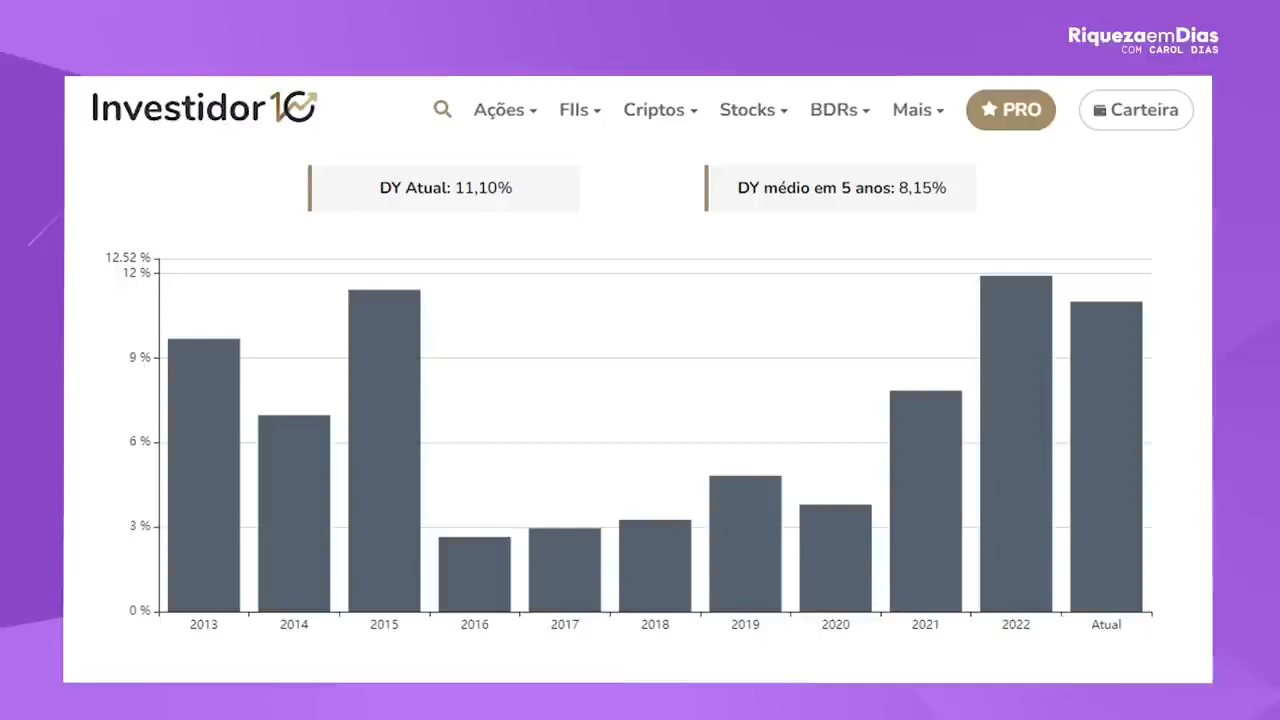 RiquezaemDias
COM CAROL DIAS
Investidor10
Ações FIIs Criptos Stocks BDRs Mais PRO Carteira
DY Atual: 11,10% DY médio em 5 anos: 8,15%
12.52 %
12 %
9 %
6 %
3 %
0 %
2013 2014 2015 2016 2017 2018 2019 2020 2021 2022 Atual